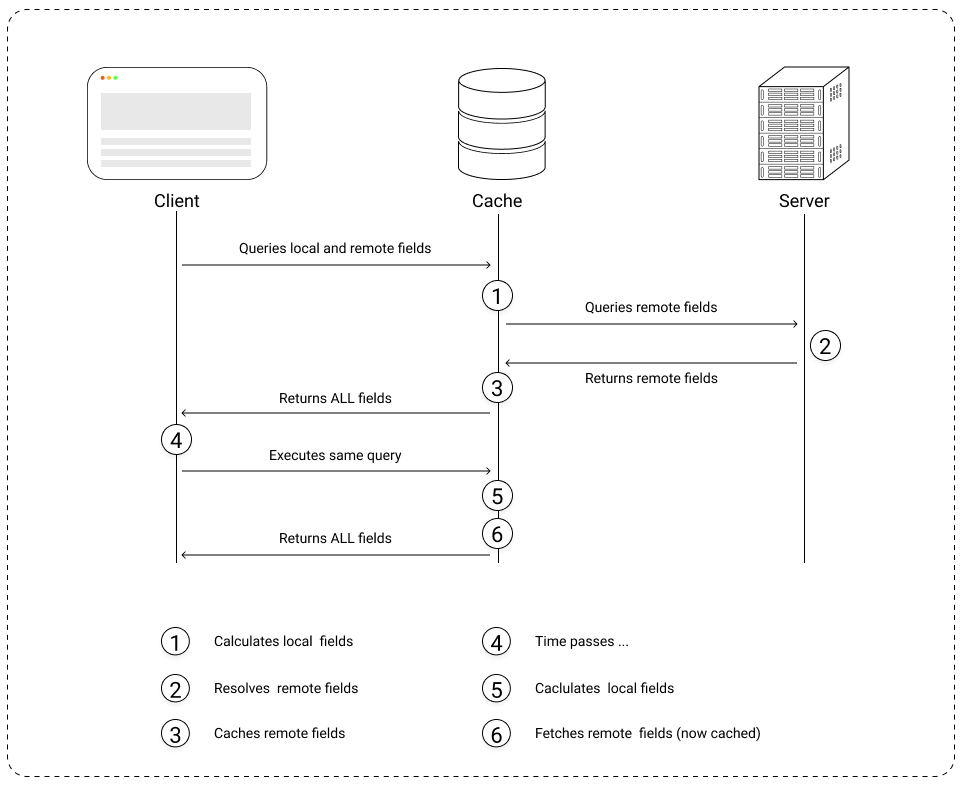 Client
Cache
Server
Queries local and remote fields
1
Queries remote fields
2
Returns remote fields
3
Returns ALL fields
4
Executes same query
5
6
Returns ALL fields
1 Calculates local fields
4 Time passes ...
2 Resolves remote fields
5 Caclulates local fields
3 Caches remote fields
6 Fetches remote fields (now cached)